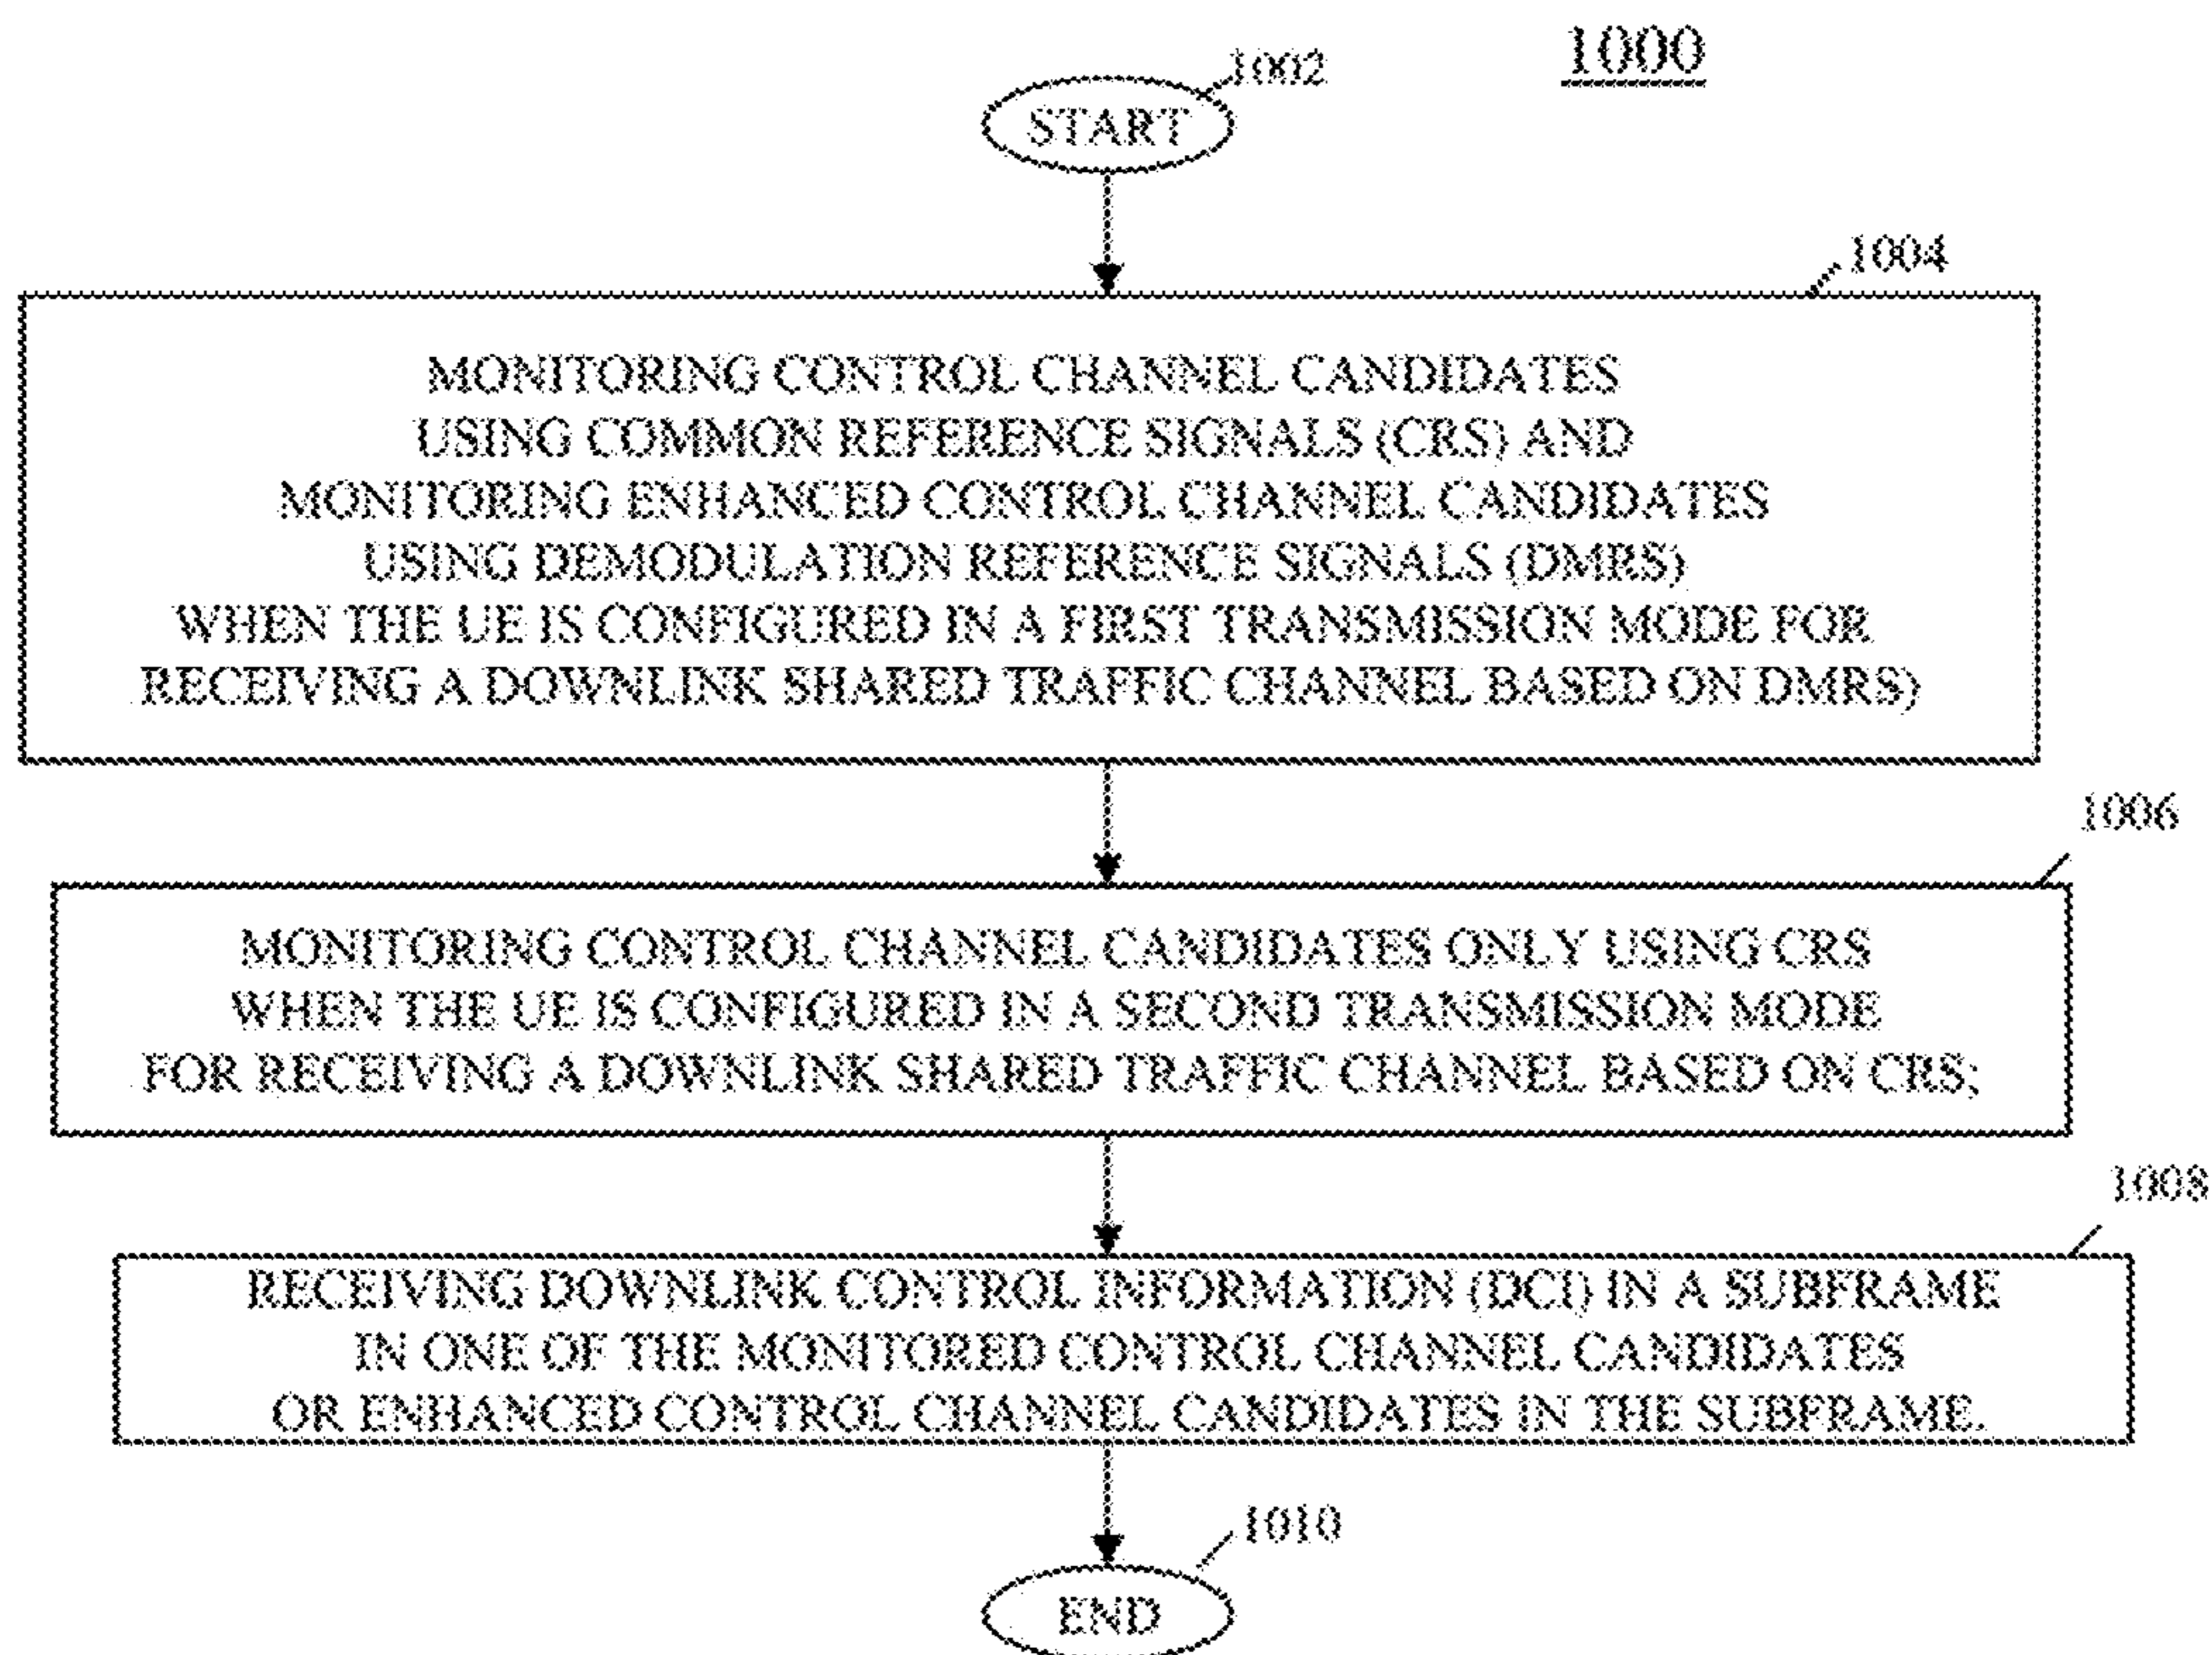 1000
1002
START
1004
MONITORING CONTROL CHANNEL CANDIDATES
USING COMMON REFERENCE SIGNALS (CRS) AND
MONITORING ENHANCED CONTROL CHANNEL CANDIDATES
USING DEMODULATION REFERENCE SIGNALS (DMRS)
WHEN THE UE IS CONFIGURED IN A FIRST TRANSMISSION MODE FOR
RECEIVING A DOWNLINK SHARED TRAFFIC CHANNEL BASED ON DMRS)
1006
MONITORING CONTROL CHANNEL CANDIDATES ONLY USING CRS
WHEN THE UE IS CONFIGURED IN A SECOND TRANSMISSION MODE
FOR RECEIVING A DOWNLINK SHARED TRAFFIC CHANNEL BASED ON CRS;
1008
RECEIVING DOWNLINK CONTROL INFORMATION (DCI) IN A SUBFRAME
IN ONE OF THE MONITORED CONTROL CHANNEL CANDIDATES
OR ENHANCED CONTROL CHANNEL CANDIDATES IN THE SUBFRAME.
1010
END